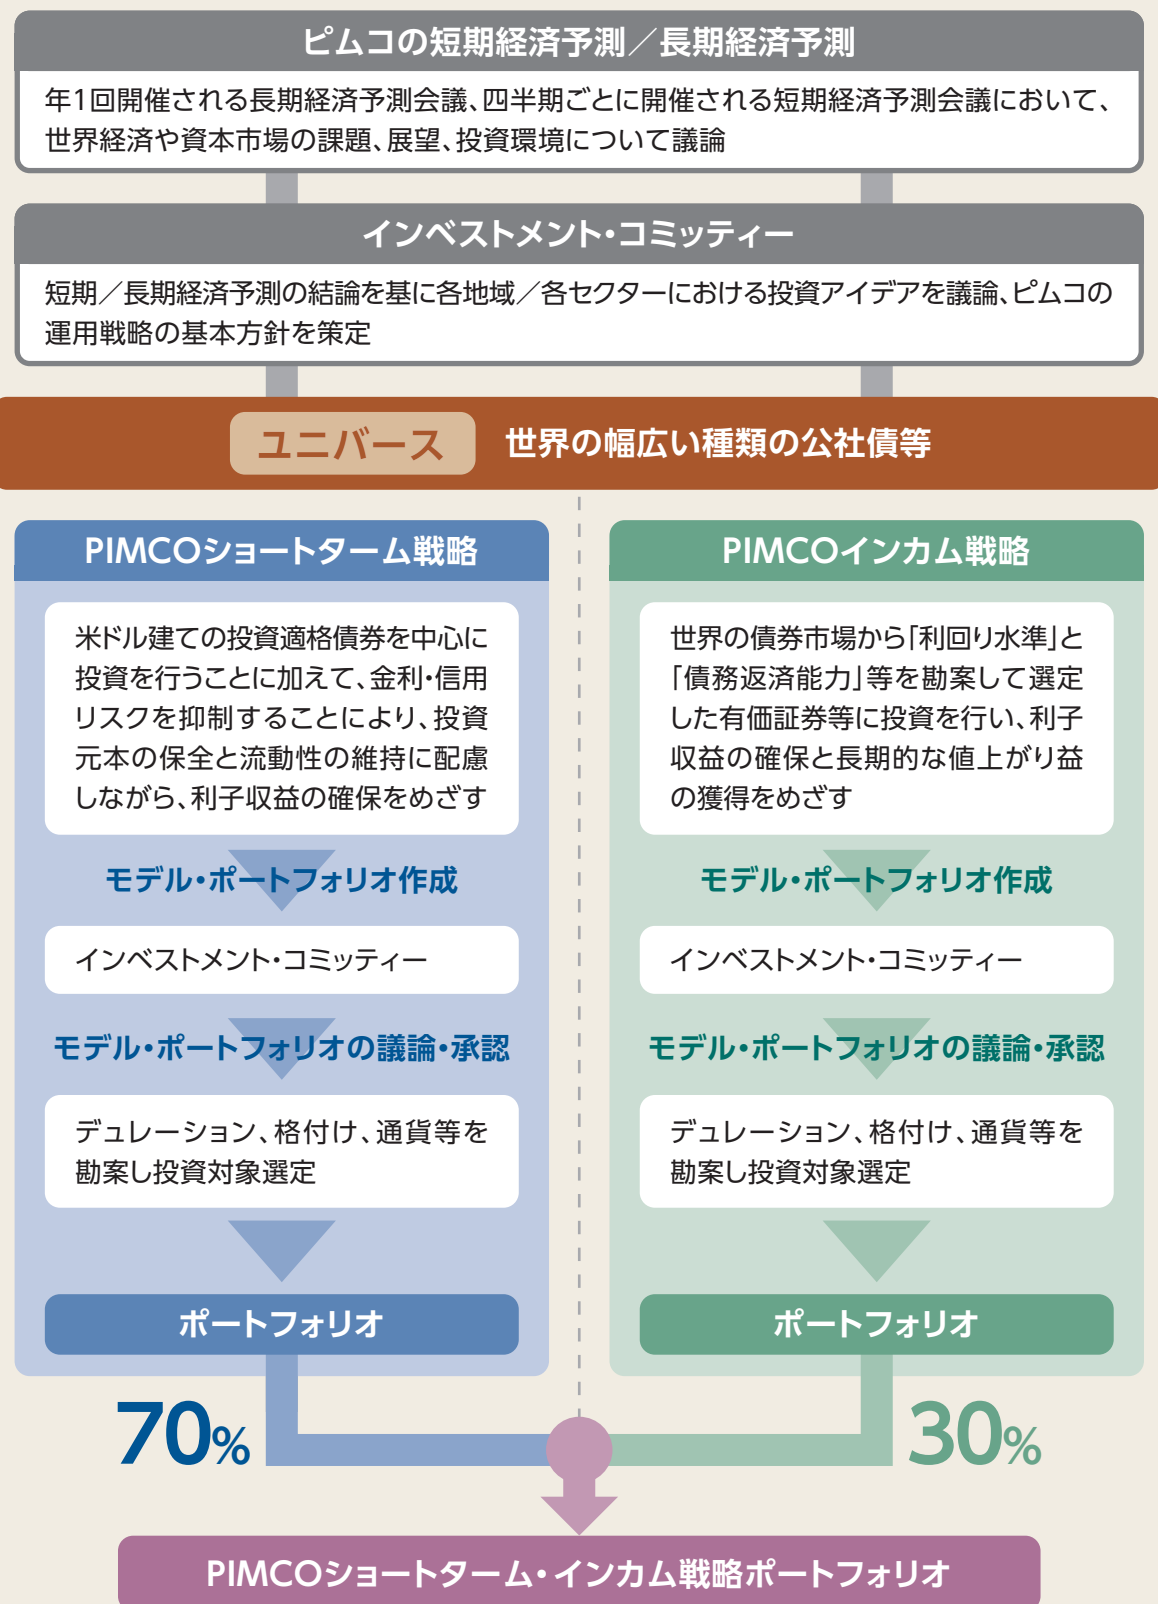 ピムコの短期経済予測／長期経済予測
年1回開催される長期経済予測会議、四半期ごとに開催される短期経済予測会議において、
世界経済や資本市場の課題、展望、投資環境について議論
インベストメント・コミッティー
短期／長期経済予測の結論を基に各地域／各セクターにおける投資アイデアを議論、ピムコの
運用戦略の基本方針を策定
ユニバース 世界の幅広い種類の公社債等
PIMCOショートターム戦略
米ドル建ての投資適格債券を中心に
投資を行うことに加えて、金利・信用
リスクを抑制することにより、投資
元本の保全と流動性の維持に配慮
しながら、利子収益の確保をめざす
モデル・ポートフォリオ作成
インベストメント・コミッティー
モデル・ポートフォリオの議論・承認
デュレーション、格付け、通貨等を
勘案し投資対象選定
ポートフォリオ
70%
PIMCOインカム戦略
世界の債券市場から「利回り水準」と
「債務返済能力」等を勘案して選定
した有価証券等に投資を行い、利子
収益の確保と長期的な値上がり益
の獲得をめざす
モデル・ポートフォリオ作成
インベストメント・コミッティー
モデル・ポートフォリオの議論・承認
デュレーション、格付け、通貨等を
勘案し投資対象選定
ポートフォリオ
30%
PIMCOショートターム・インカム戦略ポートフォリオ